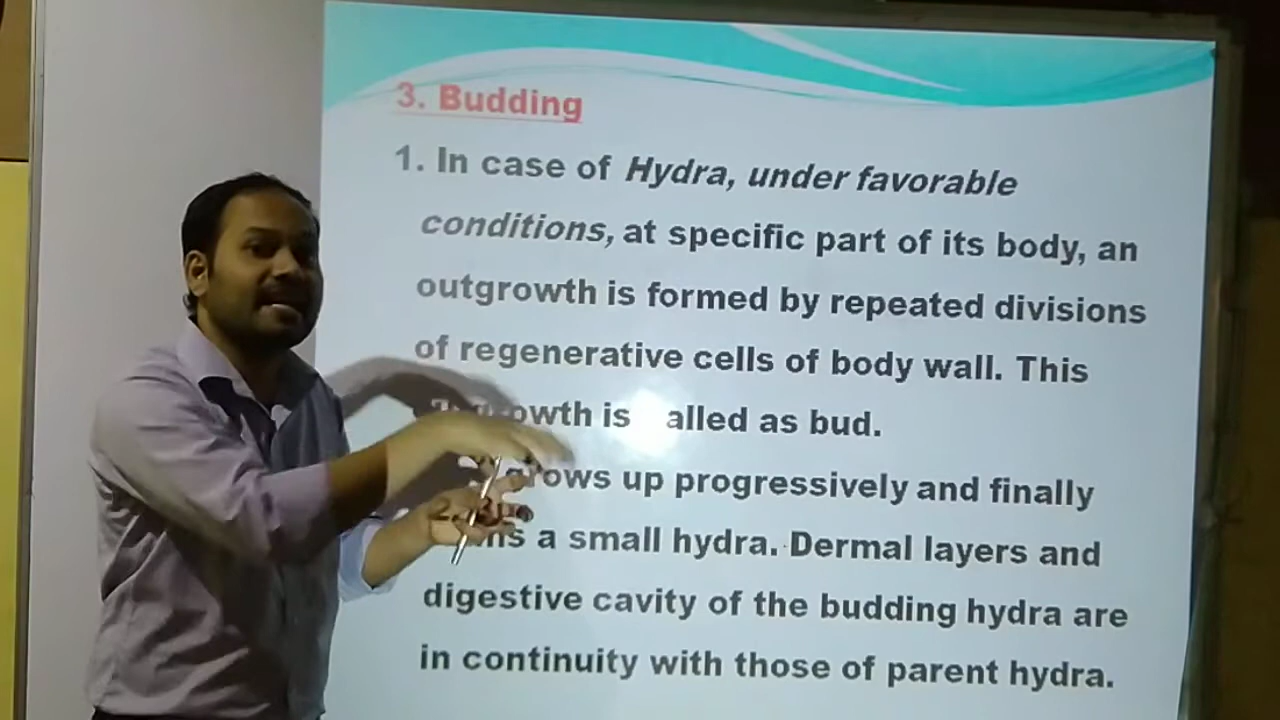 3. Budding
1. In case of Hydra, under favorable
conditions, at specific part of its body, an
outgrowth is formed by repeated divisions
of regenerative cells of body wall. This
is alled as bud.
grows up progressively and finally
a small hydra. Dermal layers and
digestive cavity of the budding hydra are
in continuity with those of parent hydra.